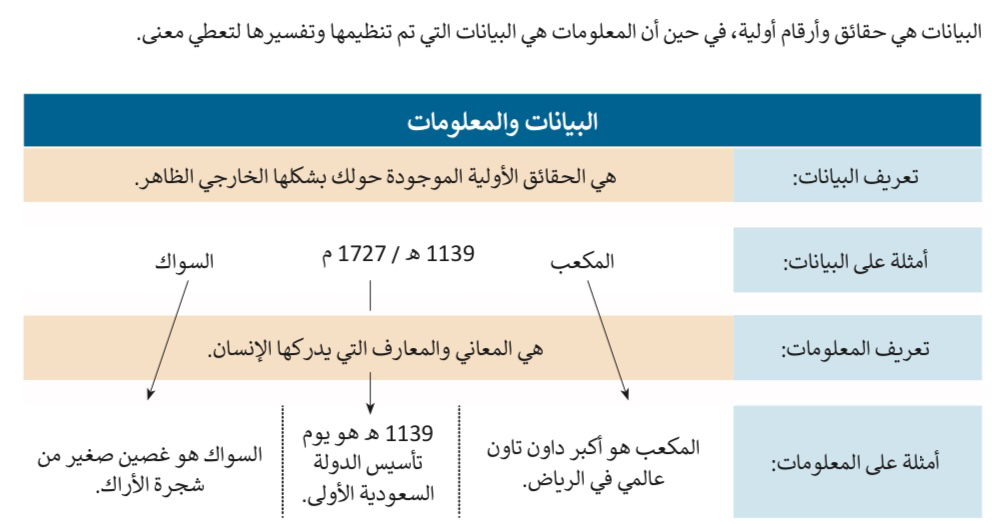 البيانات هي حقائق وأرقام أولية، في حين أن المعلومات هي البيانات التي تم تنظيمها وتفسيرها لتعطي معنى.
البيانات والمعلومات
تعريف البيانات:
هي الحقائق الأولية الموجودة حولك بشكلها الخارجي الظاهر.
أمثلة على البيانات:
المكعب
1139 هـ / 1727 م
السواك
تعريف المعلومات:
هي المعاني والمعارف التي يدركها الإنسان.
أمثلة على المعلومات:
المكعب هو أكبر داون تاون
عالمي في الرياض.
1139 هـ هو يوم
تأسيس الدولة
السعودية الأولى.
السواك هو غصين صغير من
شجرة الأراك.